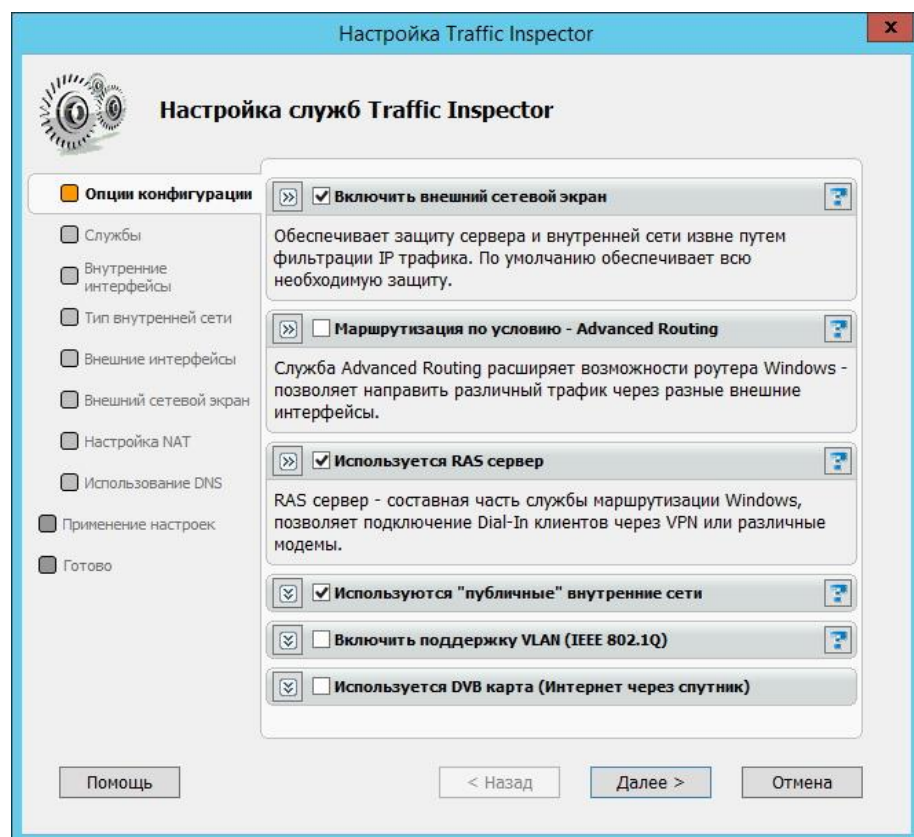 Настройка Traffic Inspector
x
Настройка служб Traffic Inspector
Опции конфигурации
Службы
Внутренние
интерфейсы
Тип внутренней сети
Внешние интерфейсы
Внешний сетевой экран
Настройка NAT
Использование DNS
Применение настроек
Готово
Включить внешний сетевой экран
?
Обеспечивает защиту сервера и внутренней сети извне путем
фильтрации IP трафика. По умолчанию обеспечивает всю
необходимую защиту.
Маршрутизация по условию - Advanced Routing
?
Служба Advanced Routing расширяет возможности роутера Windows -
позволяет направить различный трафик через разные внешние
интерфейсы.
Используется RAS сервер
?
RAS сервер - составная часть службы маршрутизации Windows,
позволяет подключение Dial-In клиентов через VPN или различные
модемы.
Используются "публичные" внутренние сети
?
Включить поддержку VLAN (IEEE 802.1Q)
?
Используется DVB карта (Интернет через спутник)
Помощь
< Назад
Далее >
Отмена